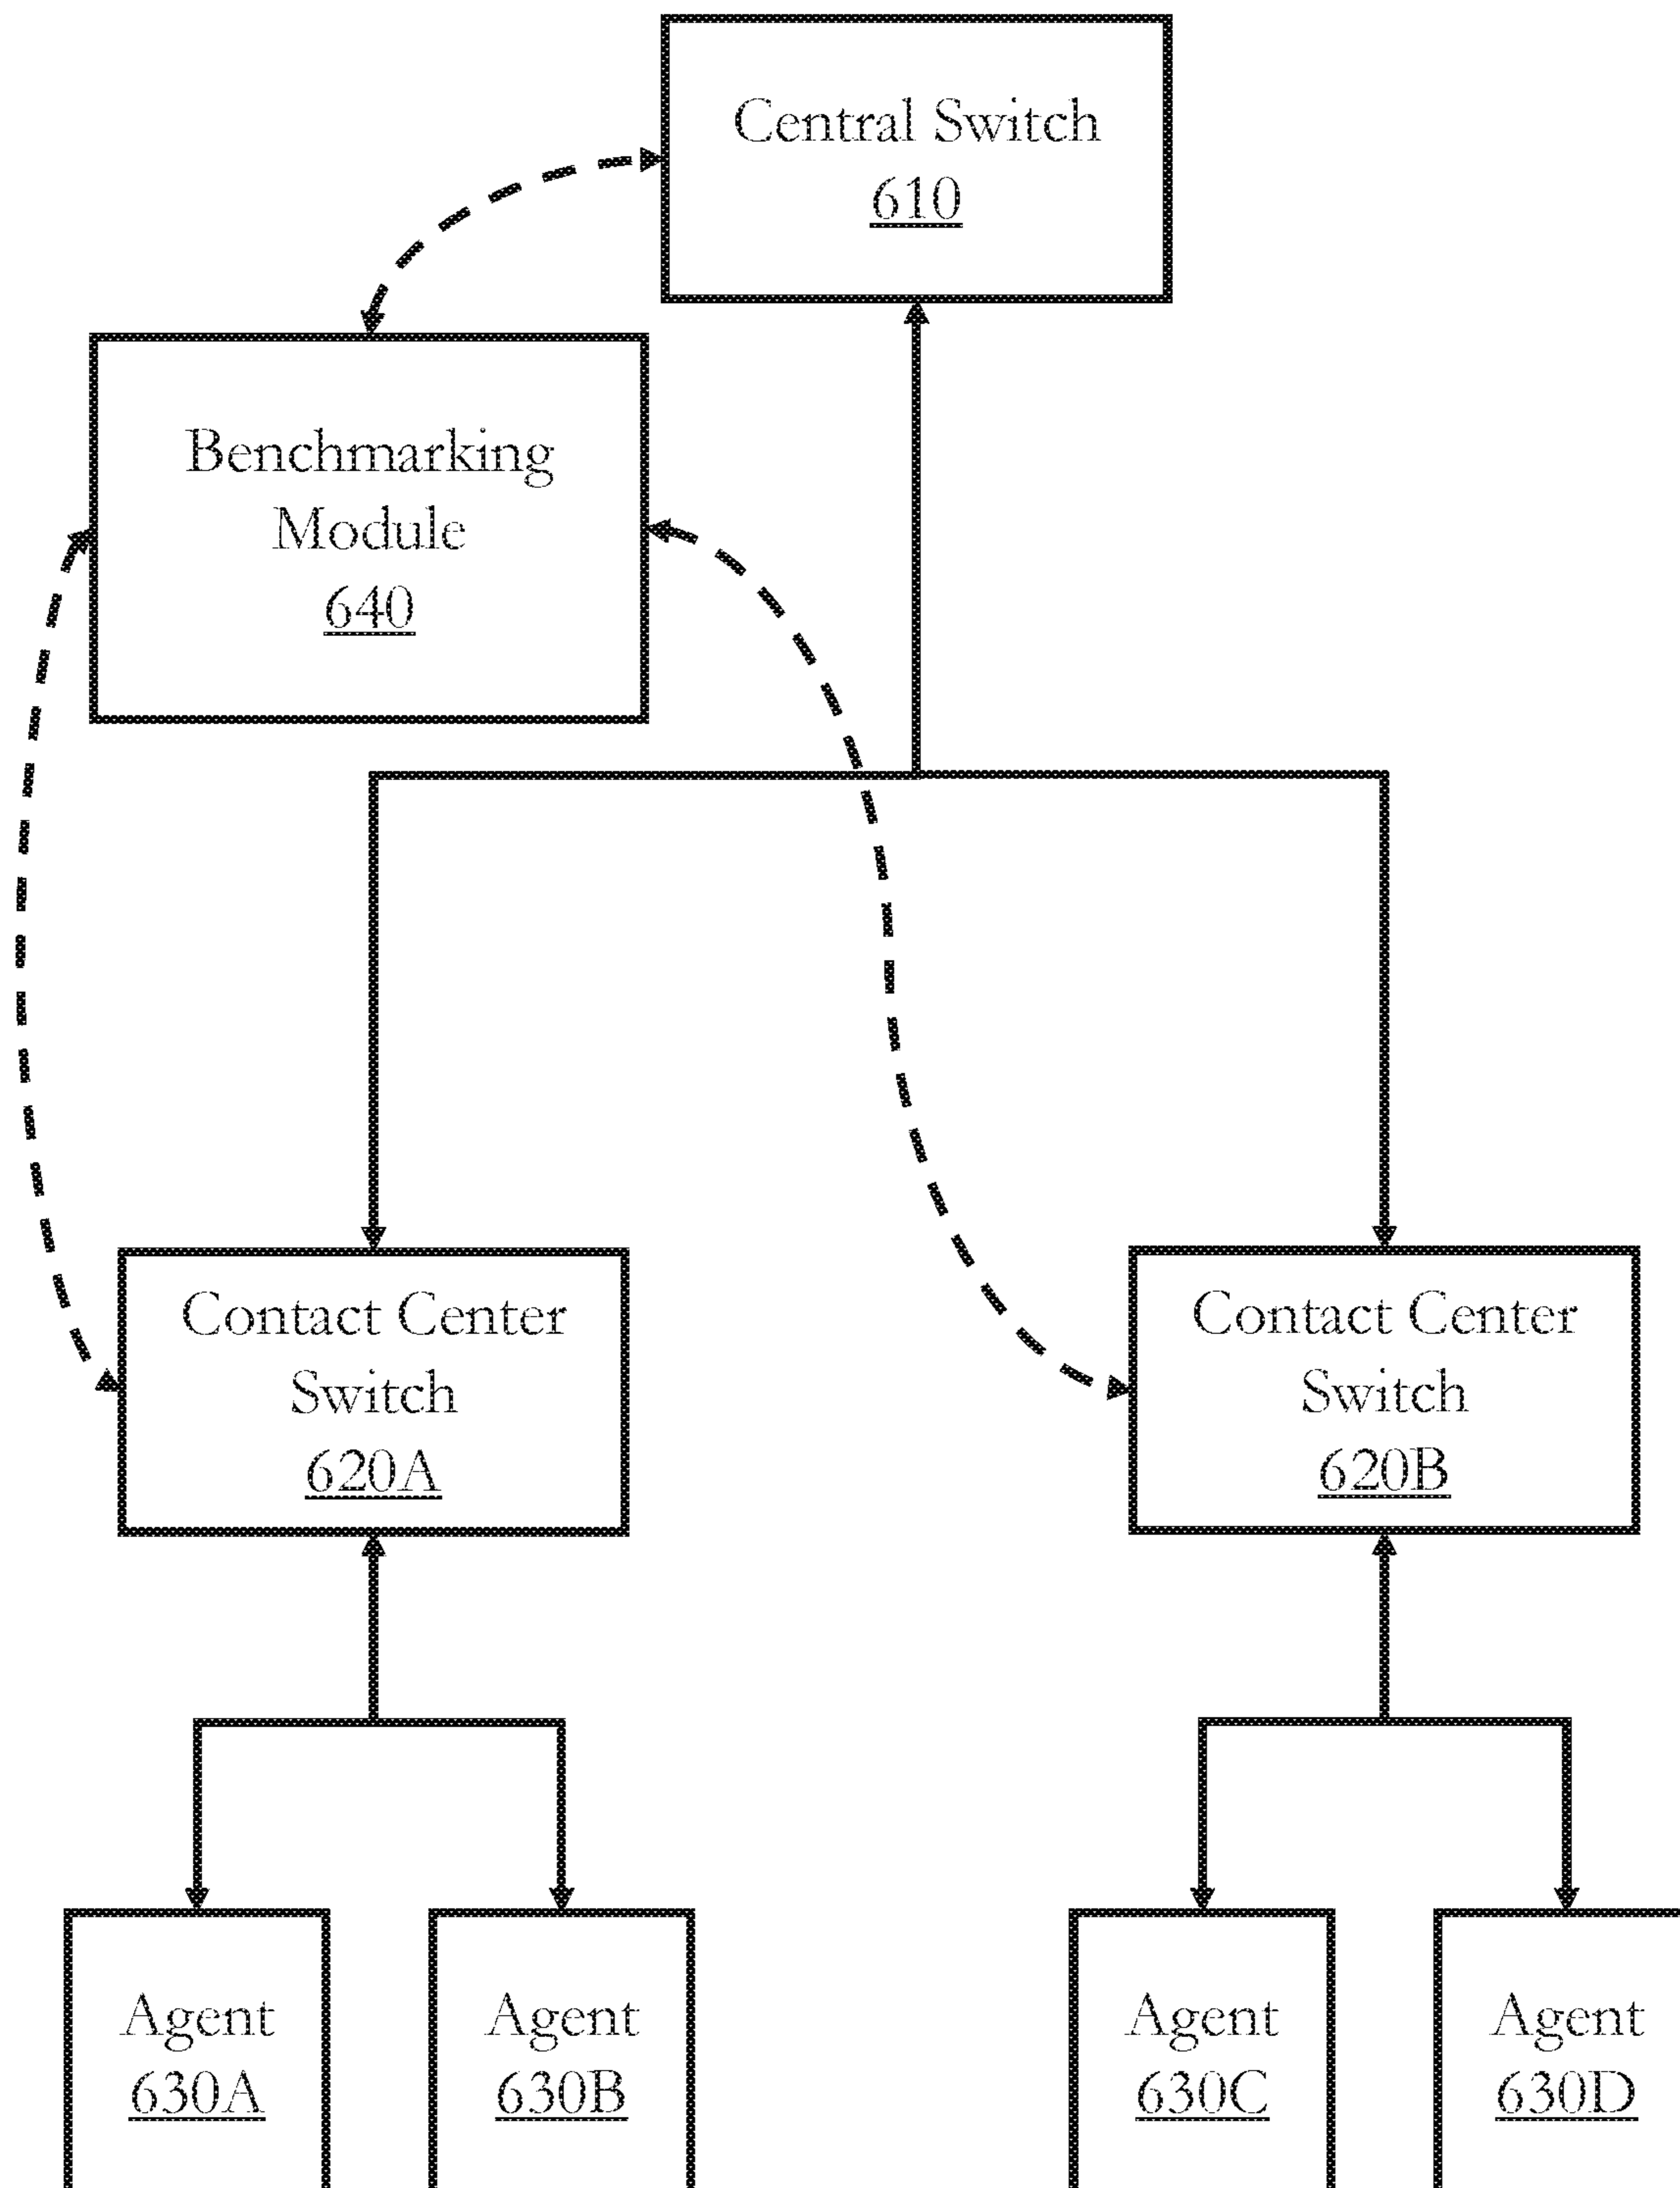 Central Switch
610
Benchmarking
Module
640
Contact Center
Switch
620A
Contact Center
Switch
620B
Agent
630A
Agent
630B
Agent
630C
Agent
630D